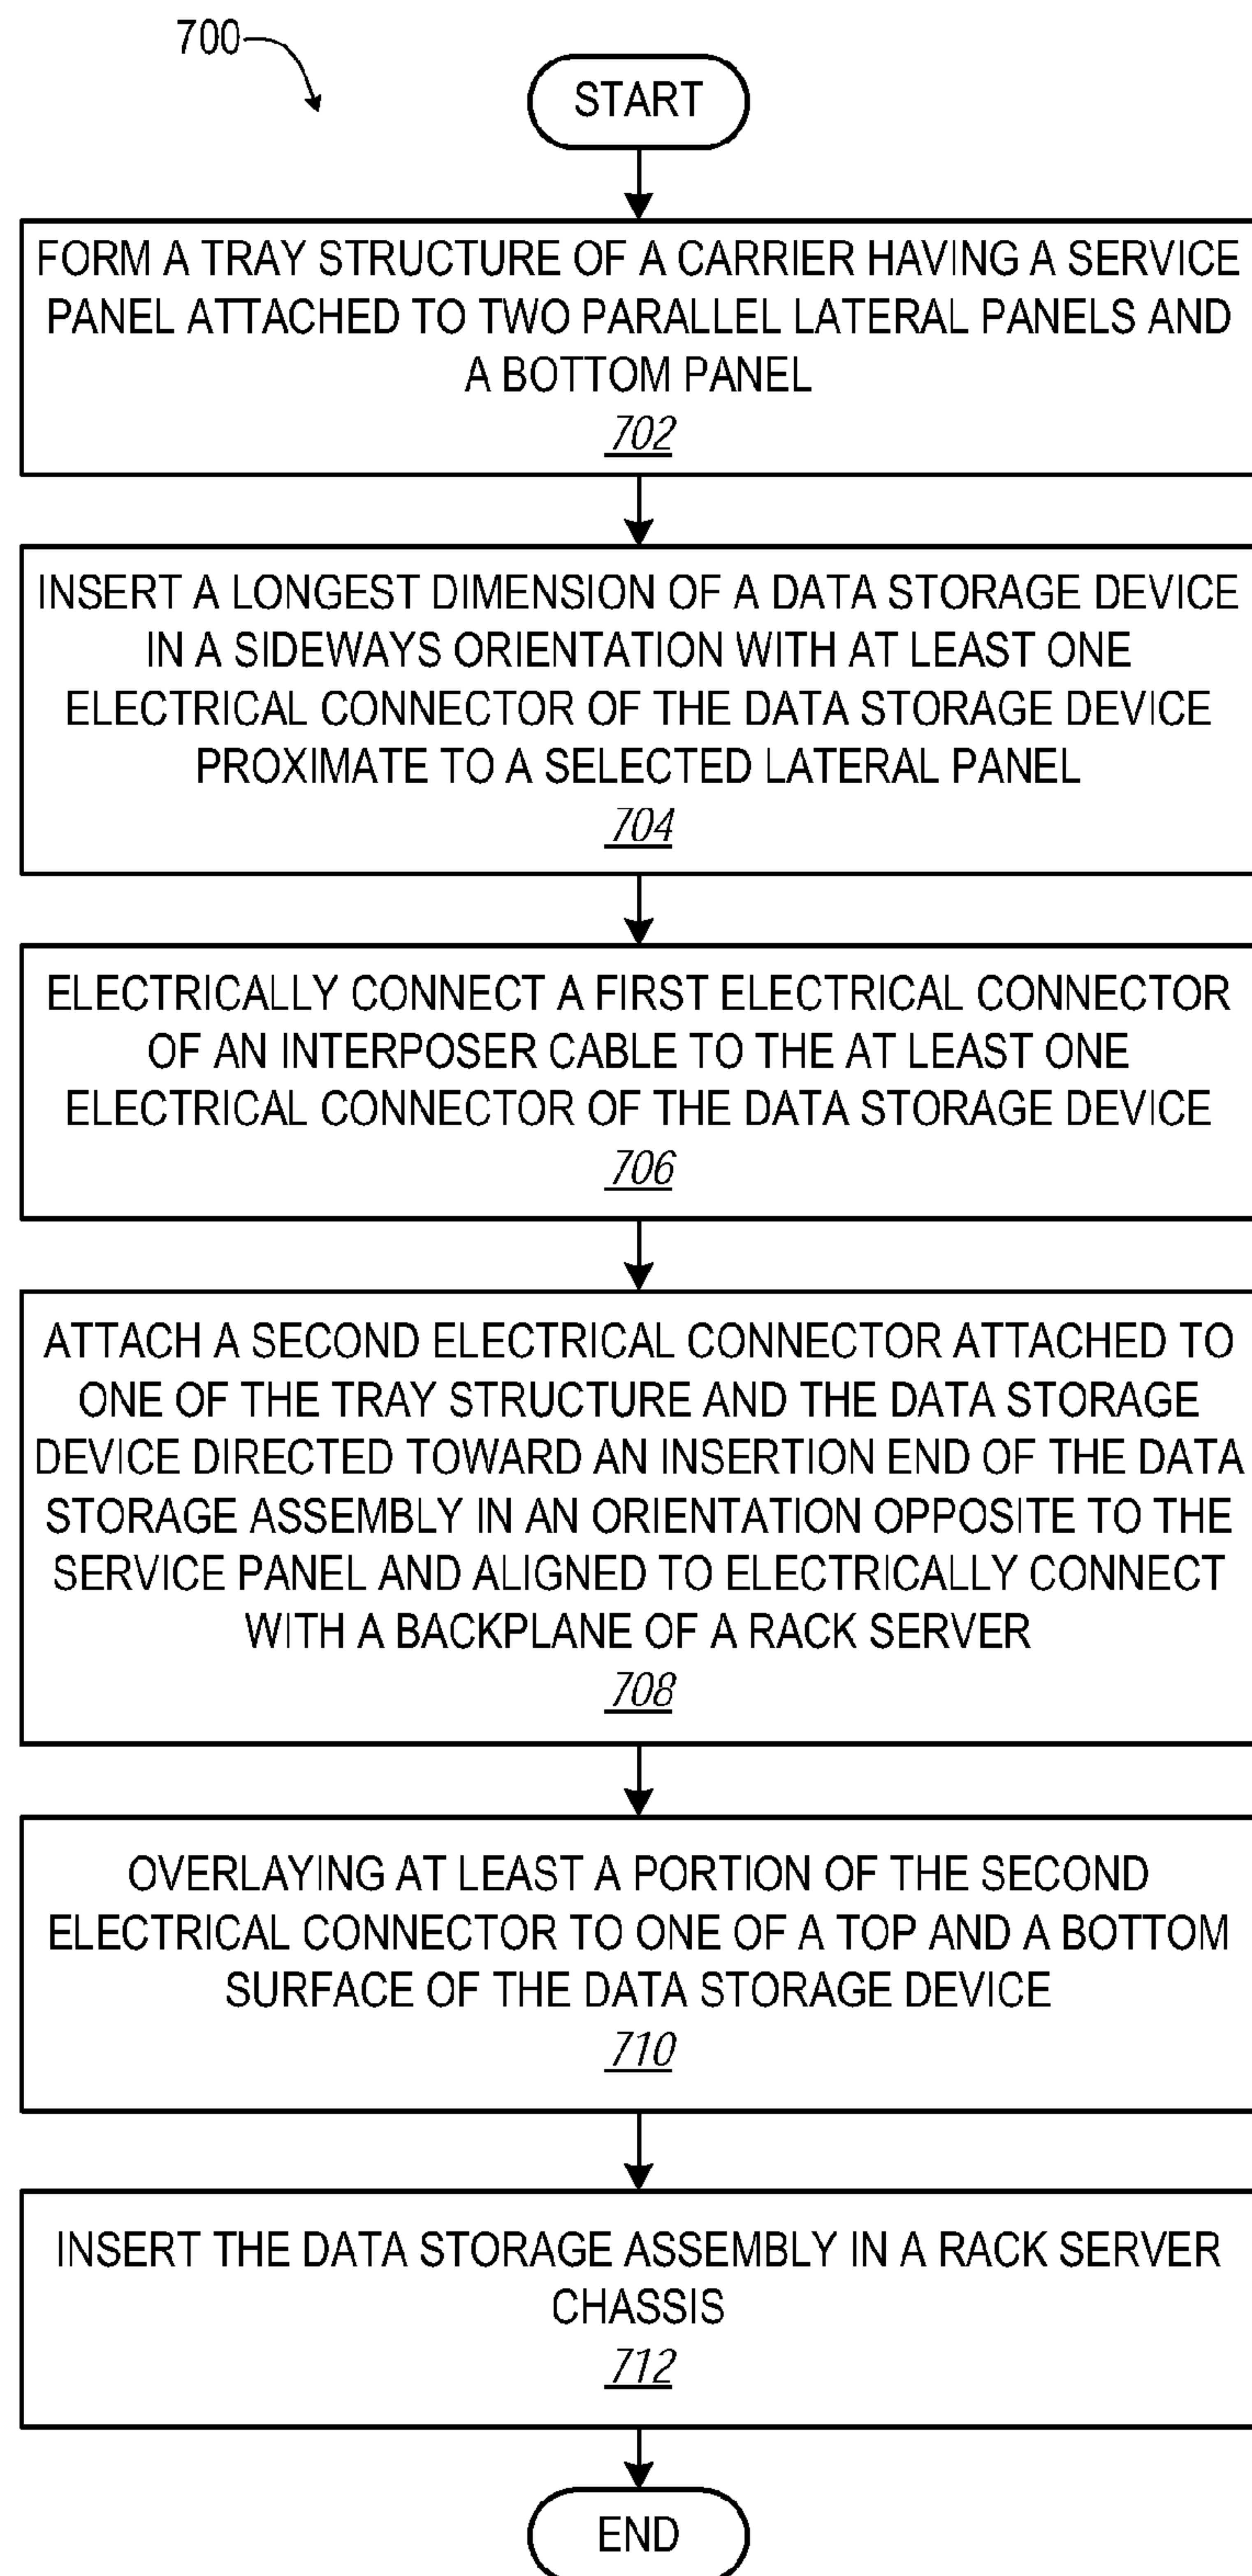 700
START
FORM A TRAY STRUCTURE OF A CARRIER HAVING A SERVICE
PANEL ATTACHED TO TWO PARALLEL LATERAL PANELS AND
A BOTTOM PANEL
702
INSERT A LONGEST DIMENSION OF A DATA STORAGE DEVICE
IN A SIDEWAYS ORIENTATION WITH AT LEAST ONE
ELECTRICAL CONNECTOR OF THE DATA STORAGE DEVICE
PROXIMATE TO A SELECTED LATERAL PANEL
704
ELECTRICALLY CONNECT A FIRST ELECTRICAL CONNECTOR
OF AN INTERPOSER CABLE TO THE AT LEAST ONE
ELECTRICAL CONNECTOR OF THE DATA STORAGE DEVICE
706
ATTACH A SECOND ELECTRICAL CONNECTOR ATTACHED TO
ONE OF THE TRAY STRUCTURE AND THE DATA STORAGE
DEVICE DIRECTED TOWARD AN INSERTION END OF THE DATA
STORAGE ASSEMBLY IN AN ORIENTATION OPPOSITE TO THE
SERVICE PANEL AND ALIGNED TO ELECTRICALLY CONNECT
WITH A BACKPLANE OF A RACK SERVER
708
OVERLAYING AT LEAST A PORTION OF THE SECOND
ELECTRICAL CONNECTOR TO ONE OF A TOP AND A BOTTOM
SURFACE OF THE DATA STORAGE DEVICE
710
INSERT THE DATA STORAGE ASSEMBLY IN A RACK SERVER
CHASSIS
712
END